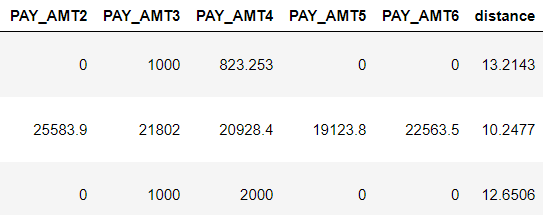 PAY_AMT2 PAY_AMT3 PAY_AMT4 PAY_AMT5 PAY_AMT6 distance
0 1000 823.253 0 0 13.2143
25583.9 21802 20928.4 19123.8 22563.5 10.2477
0 1000 2000 0 0 12.6506